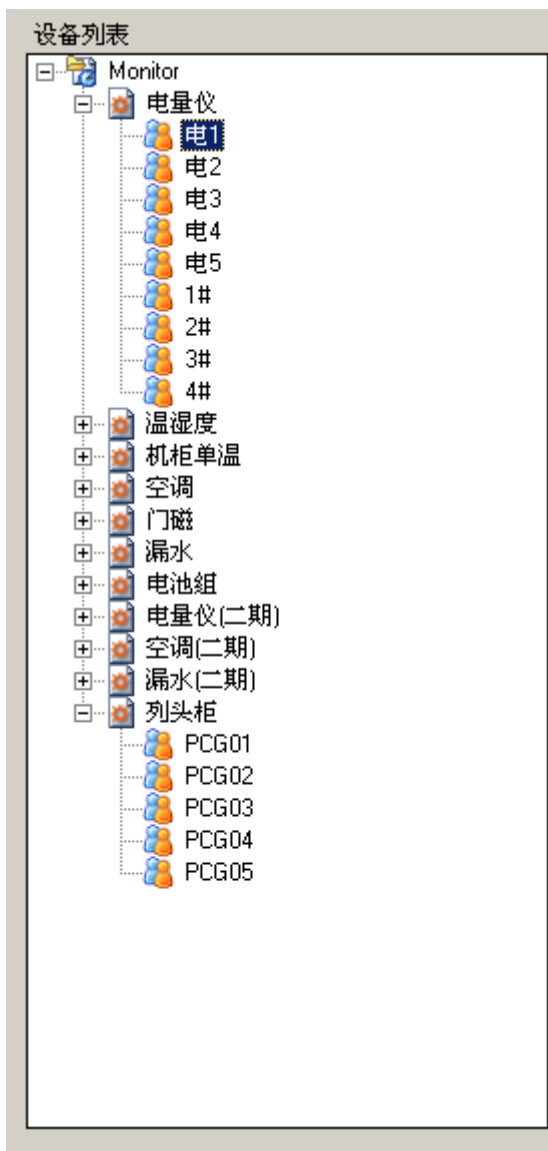 设备列表
Monitor
电量仪
电1
电2
电3
电4
电5
1#
2#
3#
4#
温湿度
机柜单温
空调
门磁
漏水
电池组
电量仪(二期)
空调(二期)
漏水(二期)
列头柜
PCG01
PCG02
PCG03
PCG04
PCG05